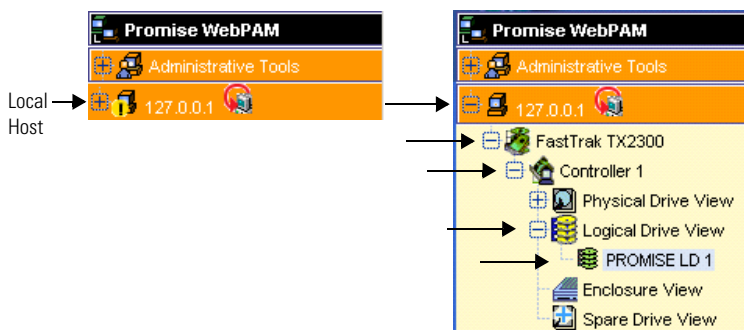 Promise WebPAM
Administrative Tools
Local
Host
127.0.0.1
Promise WebPAM
Administrative Tools
127.0.0.1
FastTrak TX2300
Controller 1
Physical Drive View
Logical Drive View
PROMISE LD 1
Enclosure View
Spare Drive View